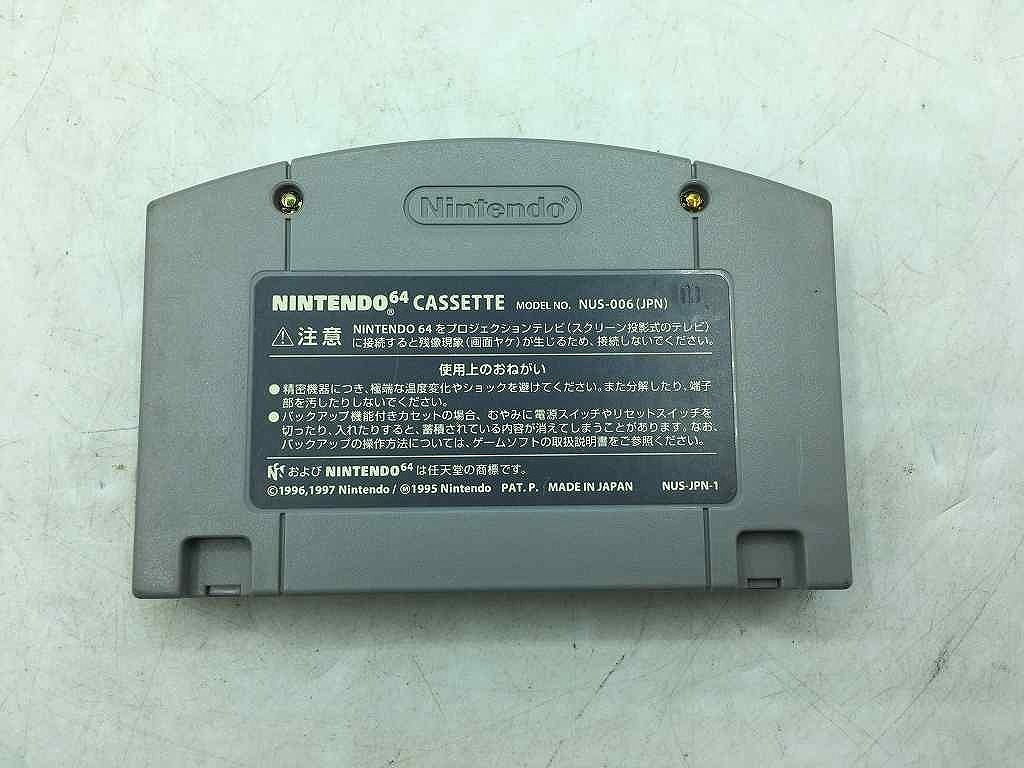 Nintendo
NINTENDO64 CASSETTE MODEL NO. NUS-006(JPN)
注意 NINTENDO 64をプロジェクションテレビ(スクリーン投影式のテレビ)
に接続すると残像現象(画面ヤケ)が生じるため、接続しないでください。
使用上のおねがい
●精密機器につき、極端な温度変化やショックを避けてください。また分解したり、端子
部を汚したりしないでください。
●バックアップ機能付きカセットの場合、むやみに電源スイッチやリセットスイッチを
切ったり、入れたりすると、蓄積されている内容が消えてしまうことがあります。なお、
バックアップの操作方法については、ゲームソフトの取扱説明書をご参照ください。
および NINTENDO64は任天堂の商標です。
©1996,1997 Nintendo/Ⓜ1995 Nintendo PAT. P. MADE IN JAPAN NUS-JPN-1